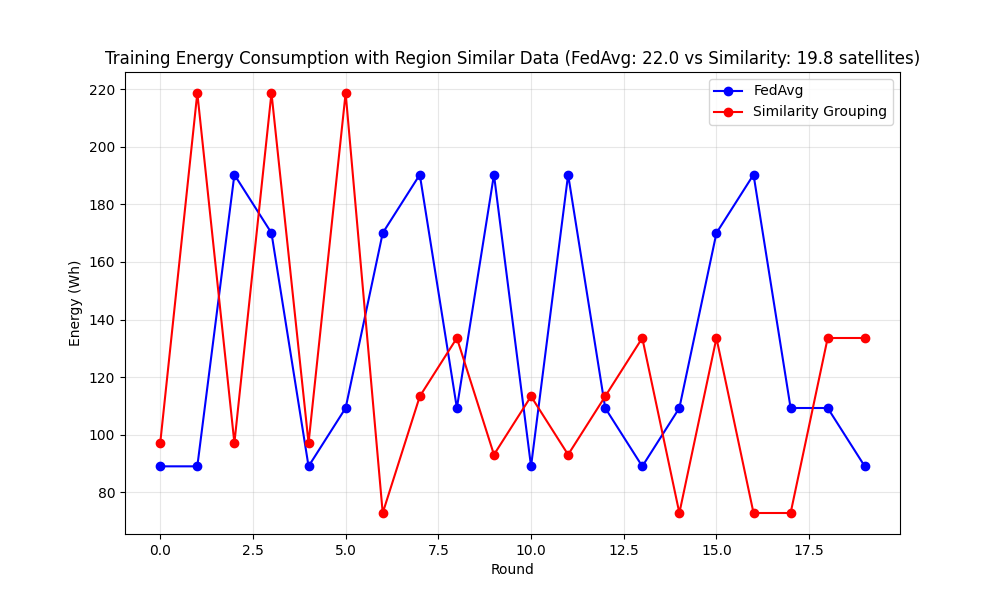 Training Energy Consumption with Region Similar Data (FedAvg: 22.0 vs Similarity: 19.8 satellites)
FedAvg
Similarity Grouping
Energy (Wh)
220
200
180
160
140
120
100
80
0.0 2.5 5.0 7.5 10.0 12.5 15.0 17.5
Round